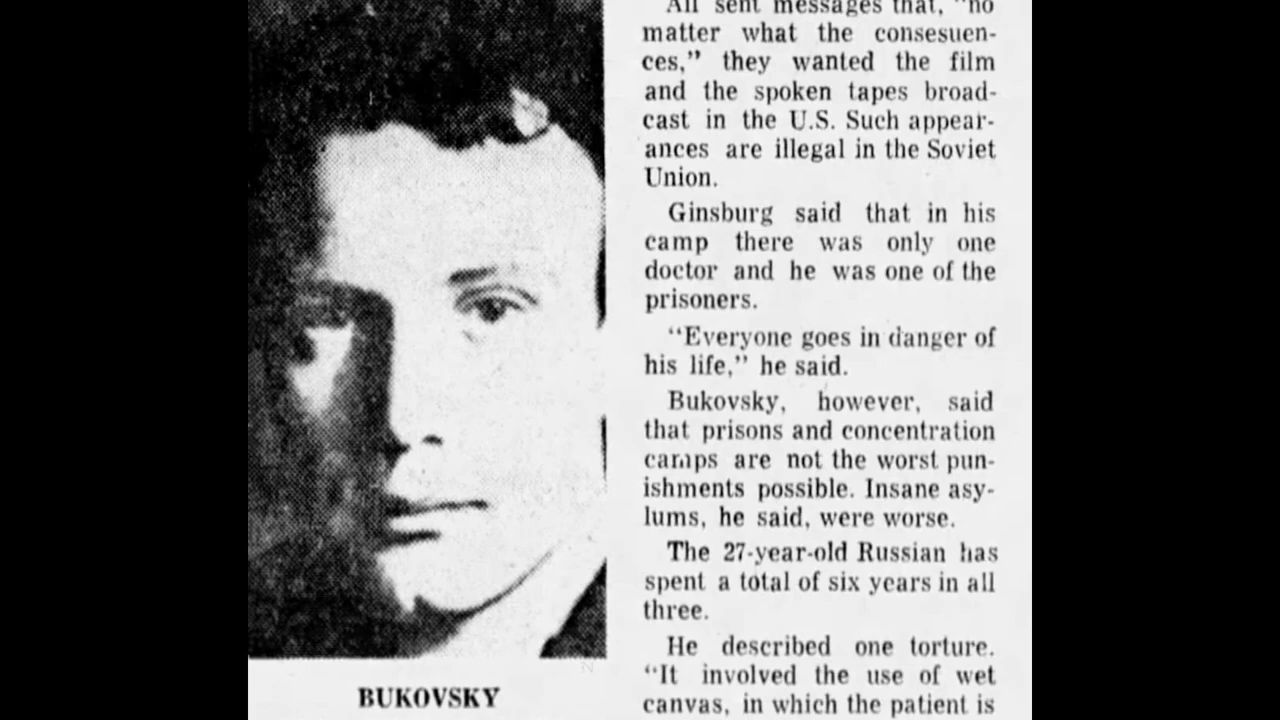 All sent messages that, "no
matter what the consesuen-
ces," they wanted the film
and the spoken tapes broad-
cast in the U.S. Such appear-
ances are illegal in the Soviet
Union.
Ginsburg said that in his
camp there was only one
doctor and he was one of the
prisoners.
"Everyone goes in danger of
his life," he said.
Bukovsky, however, said
that prisons and concentration
camps are not the worst pun-
ishments possible. Insane asy-
lums, he said, were worse.
The 27-year-old Russian has
spent a total of six years in all
three.
He described one torture.
"It involved the use of wet
canvas, in which the patient is
BUKOVSKY